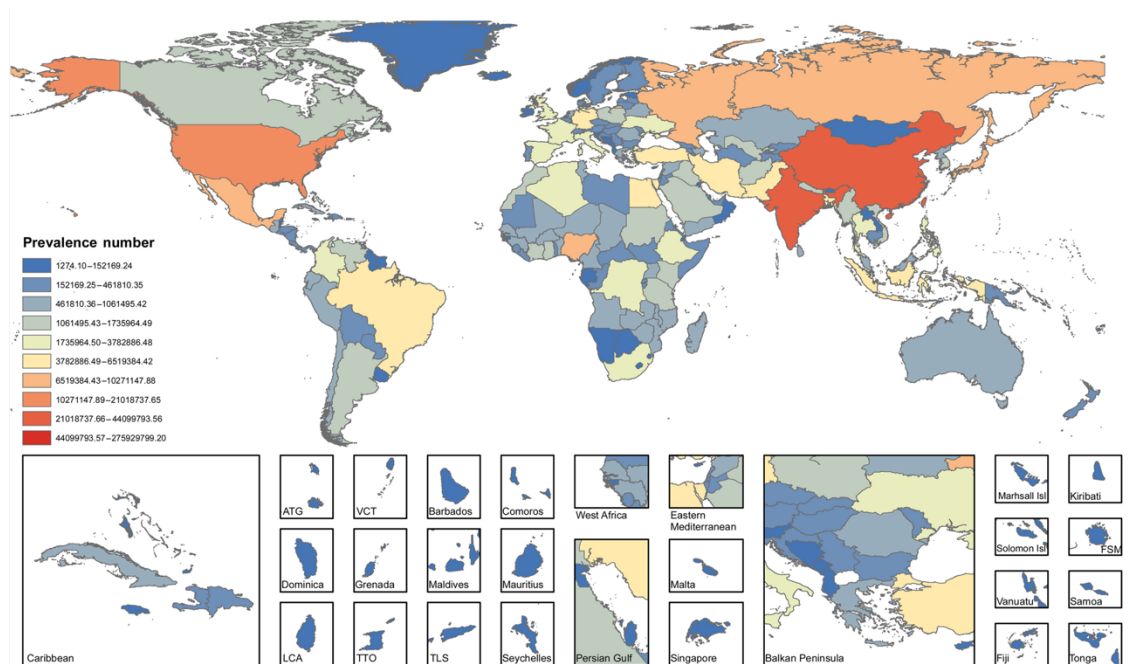 Prevalence number
1274.10–152169.24
152169.25–461810.35
461810.36–1061495.42
1061495.43–1735964.49
1735964.50–3782886.48
3782886.49–6519384.42
6519384.43–10271147.88
10271147.89–21018737.65
21018737.66–44099793.56
44099793.57–275929799.20
Caribbean
ATG
VCT
Barbados
Comoros
Dominica
Grenada
Maldives
Mauritius
LCA
TTO
TLS
Seychelles
West Africa
Eastern
Mediterranean
Persian Gulf
Malta
Singapore
Balkan Peninsula
Marhsall Isl
Kiribati
Solomon Isl
FSM
Vanuatu
Samoa
Fiji
Tonga